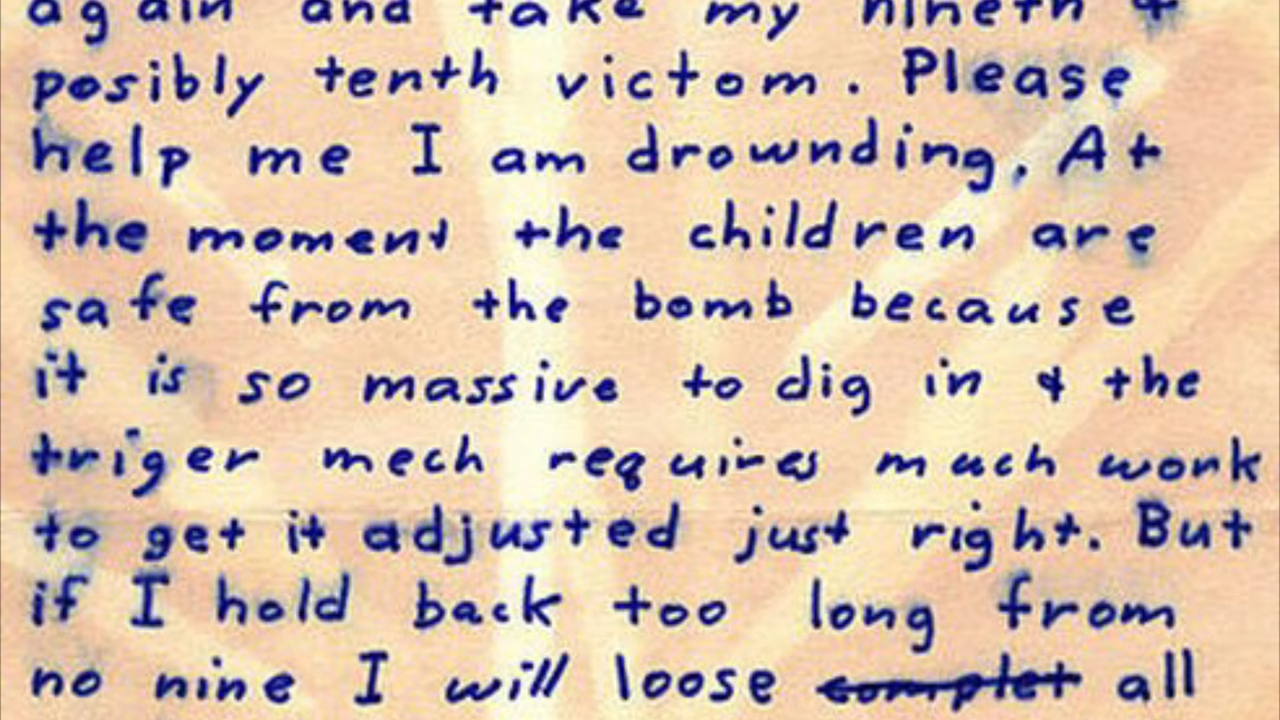 again and take my nineth &
posibly tenth victom. Please
help me I am drownding. At
the moment the children are
safe from the bomb because
it is so massive to dig in & the
triger mech requires much work
to get it adjusted just right. But
if I hold back too long from
no nine I will loose complet all